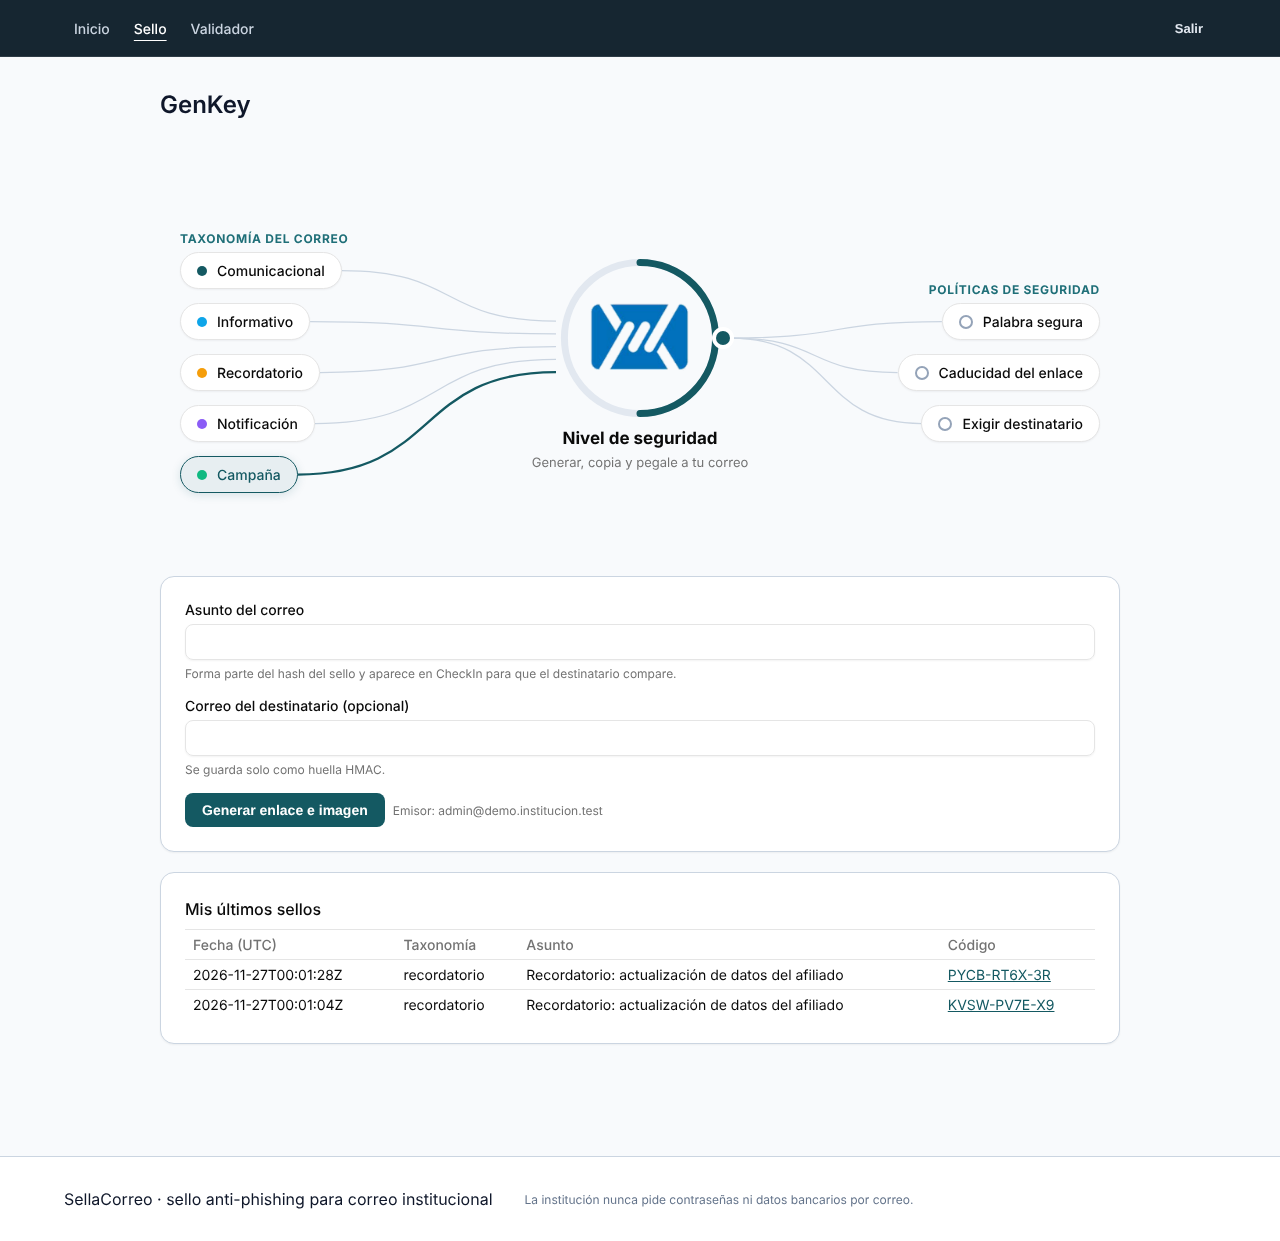 Inicio Sello Validador Salir
GenKey
TAXONOMÍA DEL CORREO
Comunicacional
Informativo
Recordatorio
Notificación
Campaña
Nivel de seguridad
Generar, copia y pegale a tu correo
POLÍTICAS DE SEGURIDAD
Palabra segura
Caducidad del enlace
Exigir destinatario
Asunto del correo
Forma parte del hash del sello y aparece en CheckIn para que el destinatario compare.
Correo del destinatario (opcional)
Se guarda solo como huella HMAC.
Generar enlace e imagen Emisor: admin@demo.institucion.test
Mis últimos sellos
Fecha (UTC) Taxonomía Asunto Código
2026-11-27T00:01:28Z recordatorio Recordatorio: actualización de datos del afiliado PYCB-RT6X-3R
2026-11-27T00:01:04Z recordatorio Recordatorio: actualización de datos del afiliado KVSW-PV7E-X9
SellaCorreo · sello anti-phishing para correo institucional La institución nunca pide contraseñas ni datos bancarios por correo.